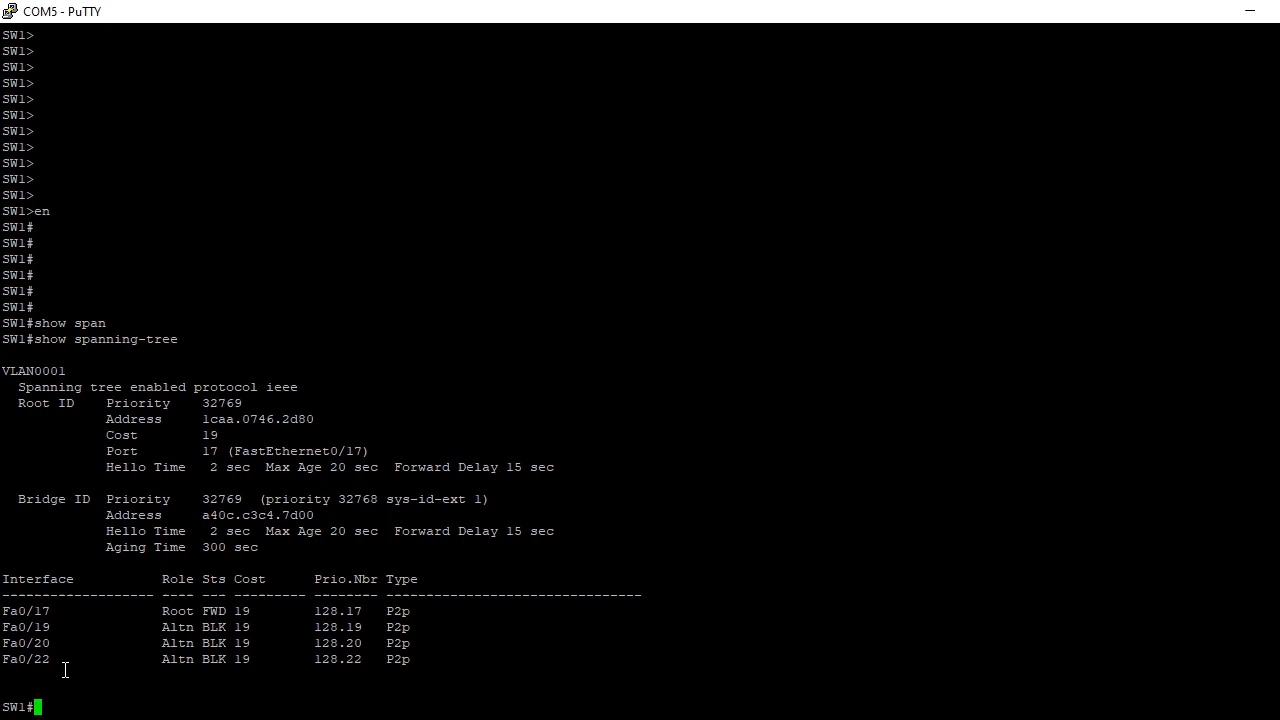 COM5 - PuTTY
SW1>
SW1>
SW1>
SW1>
SW1>
SW1>
SW1>
SW1>
SW1>
SW1>
SW1>
SW1>en
SW1#
SW1#
SW1#
SW1#
SW1#
SW1#
SW1#show span
SW1#show spanning-tree
VLAN0001
Spanning tree enabled protocol ieee
Root ID Priority 32769
Address 1caa.0746.2d80
Cost 19
Port 17 (FastEthernet0/17)
Hello Time 2 sec Max Age 20 sec Forward Delay 15 sec
Bridge ID Priority 32769 (priority 32768 sys-id-ext 1)
Address a40c.c3c4.7d00
Hello Time 2 sec Max Age 20 sec Forward Delay 15 sec
Aging Time 300 sec
Interface Role Sts Cost Prio.Nbr Type
------------------- ---- --- --------- -------- --------------------------------
Fa0/17 Root FWD 19 128.17 P2p
Fa0/19 Altn BLK 19 128.19 P2p
Fa0/20 Altn BLK 19 128.20 P2p
Fa0/22 Altn BLK 19 128.22 P2p
SW1#